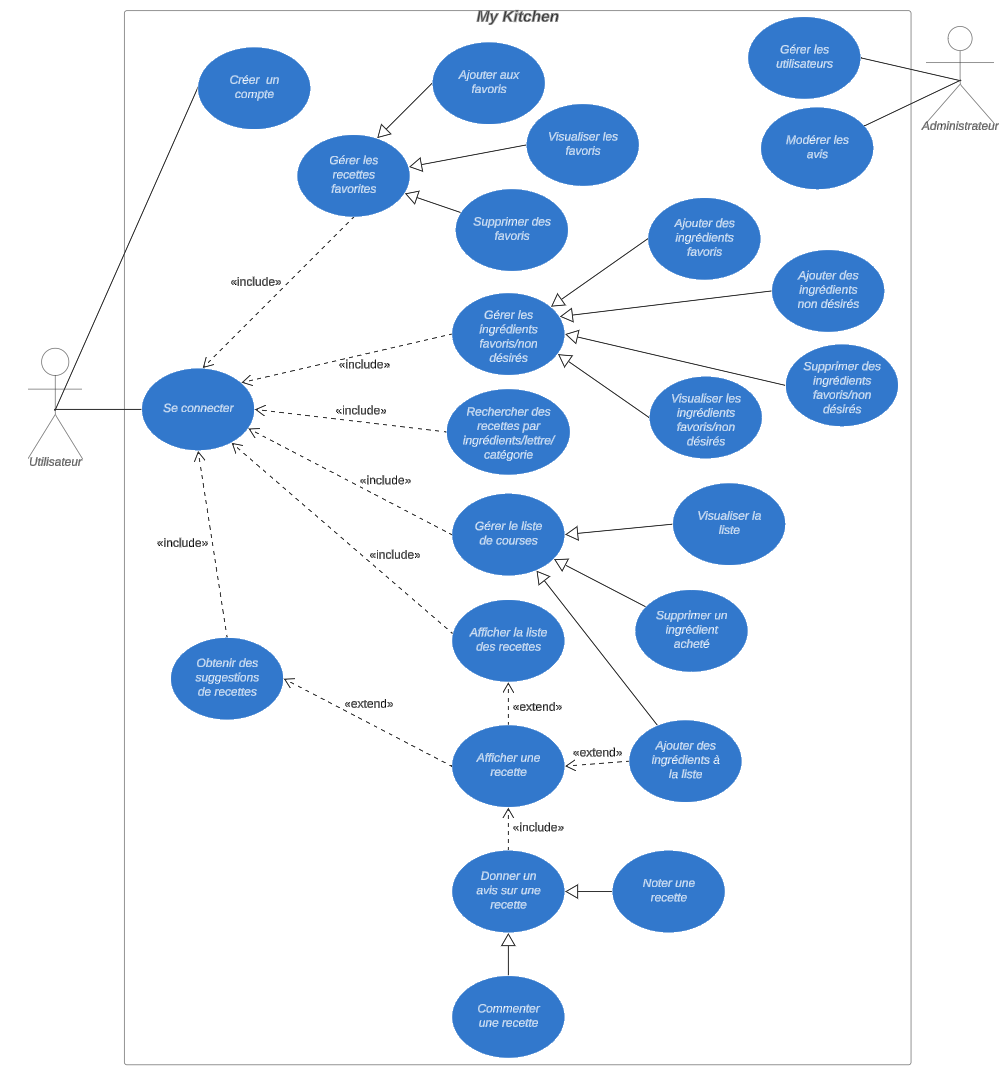 My Kitchen
Créer  un
compte
Ajouter aux
favoris
Gérer les
utilisateurs
Administrateur
Visualiser les
favoris
Modérer les
avis
Gérer les
recettes
favorites
Supprimer des
favoris
Ajouter des
ingrédients
favoris
Ajouter des
ingrédients
non désirés
«include»
Gérer les
ingrédients
favoris/non
désirés
«include»
Supprimer des
ingrédients
favoris/non
désirés
Visualiser les
ingrédients
favoris/non
désirés
Se connecter
«include»
Rechercher des
recettes par
ingrédients/lettre/
catégorie
Utilisateur
«include»
Gérer le liste
de courses
Visualiser la
liste
«include»
«include»
Supprimer un
ingrédient
acheté
Afficher la liste
des recettes
Obtenir des
suggestions
de recettes
«extend»
«extend»
Afficher une
recette
«extend»
Ajouter des
ingrédients à
la liste
«include»
Donner un
avis sur une
recette
Noter une
recette
Commenter
une recette